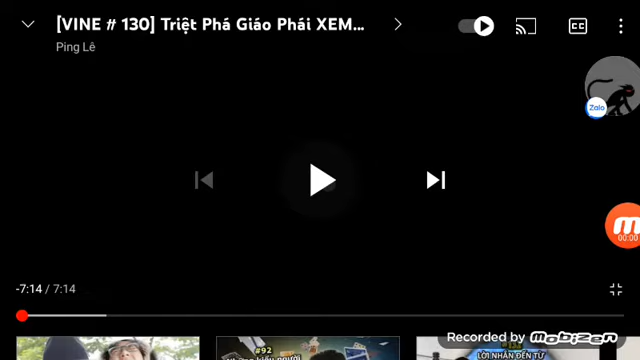 [VINE # 130] Triệt Phá Giáo Phái XEM...
Ping Lê
CC
Zalo
00:00
-7:14 / 7:14
Recorded by mobizen
#92
LỜI NHẮN ĐẾN TỪ